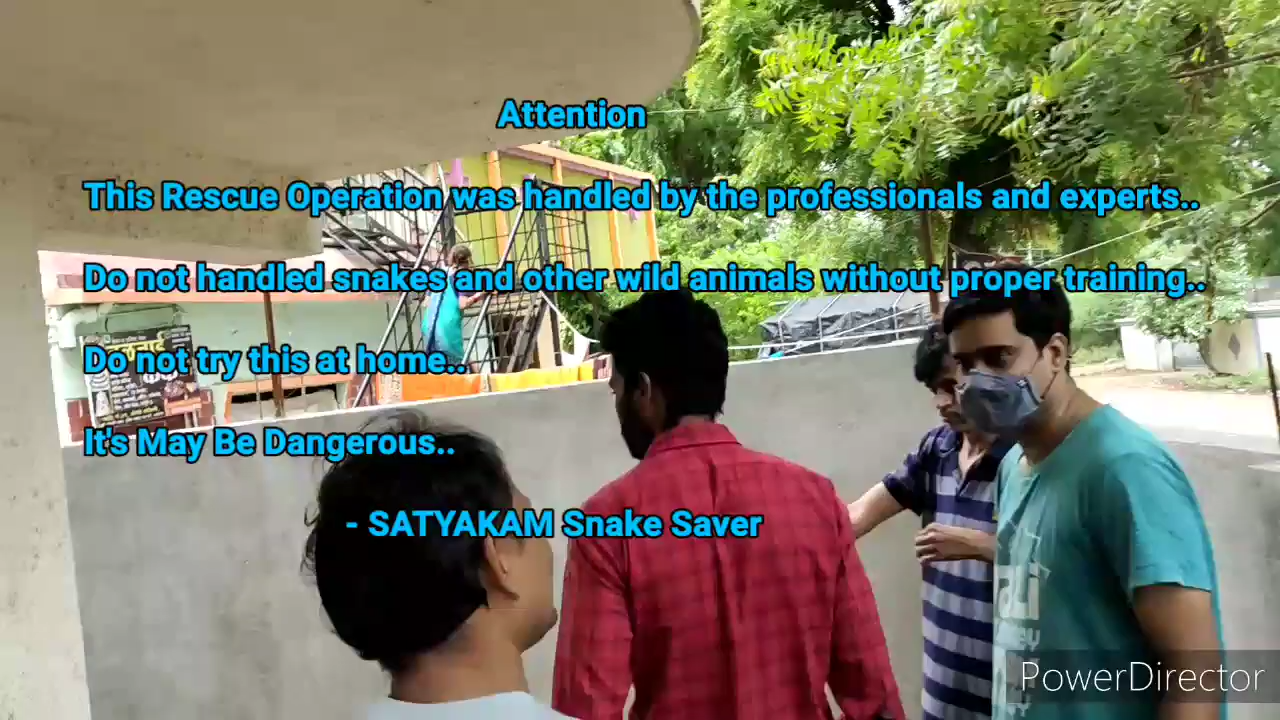 Attention
This Rescue Operation was handled by the professionals and experts..
Do not handled snakes and other wild animals without proper training..
Do not try this at home..
It's May Be Dangerous..
- SATYAKAM Snake Saver
PowerDirector